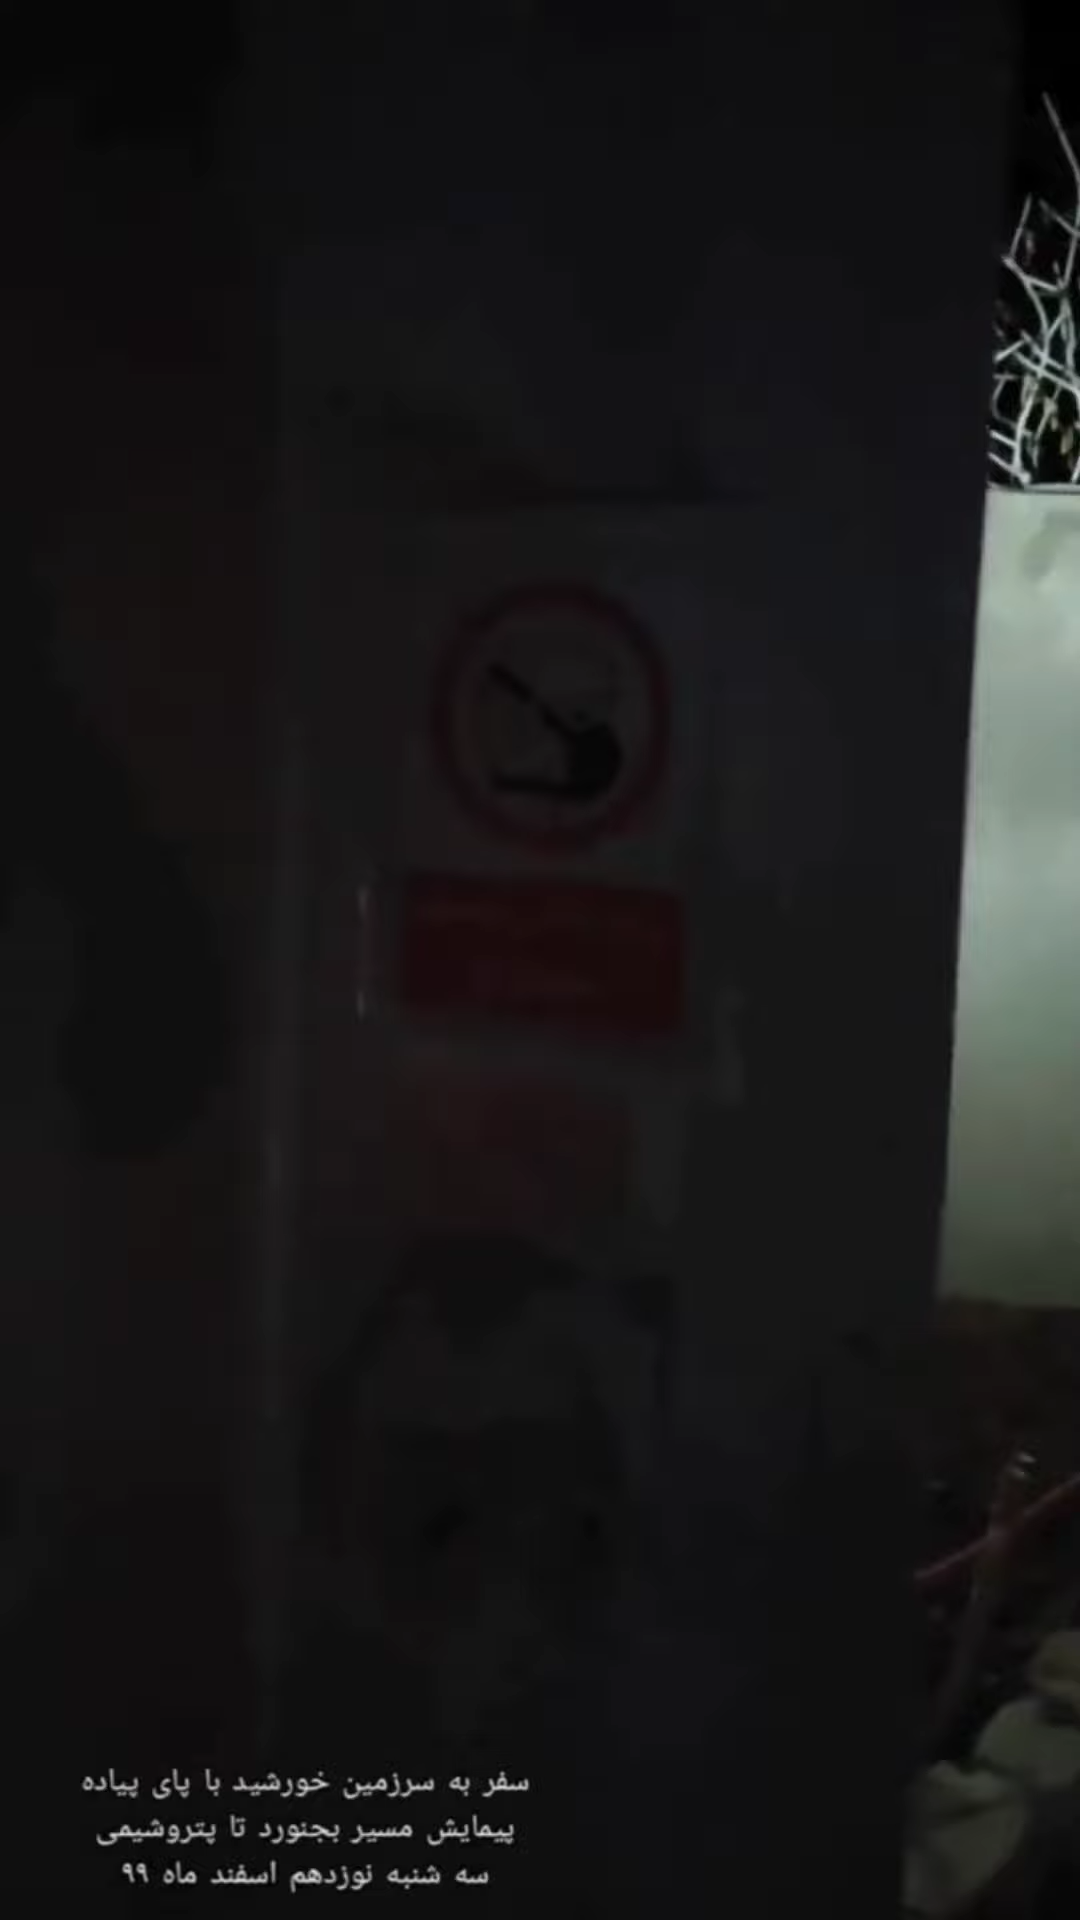 سفر به سرزمین خورشید با پای پیاده
پیمایش مسیر بجنورد تا پتروشیمی
سه شنبه نوزدهم اسفند ماه ۹۹